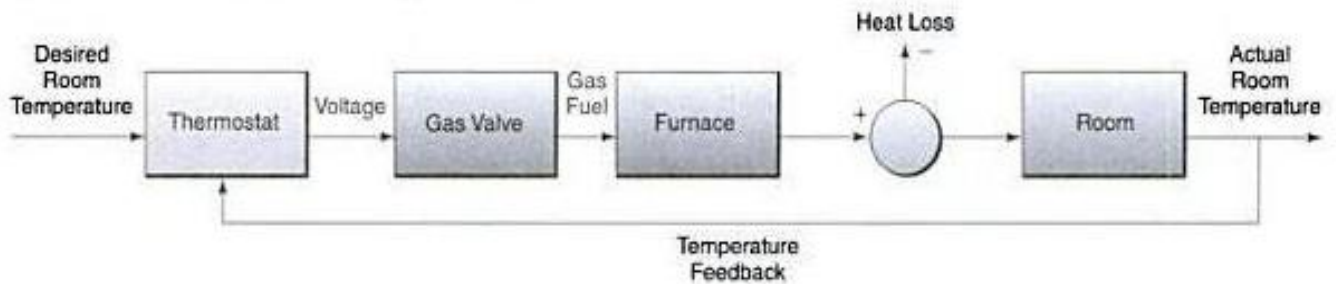 Heat Loss
−
Desired
Room
Temperature
Thermostat
Voltage
Gas Valve
Gas
Fuel
Furnace
+
Room
Actual
Room
Temperature
Temperature
Feedback